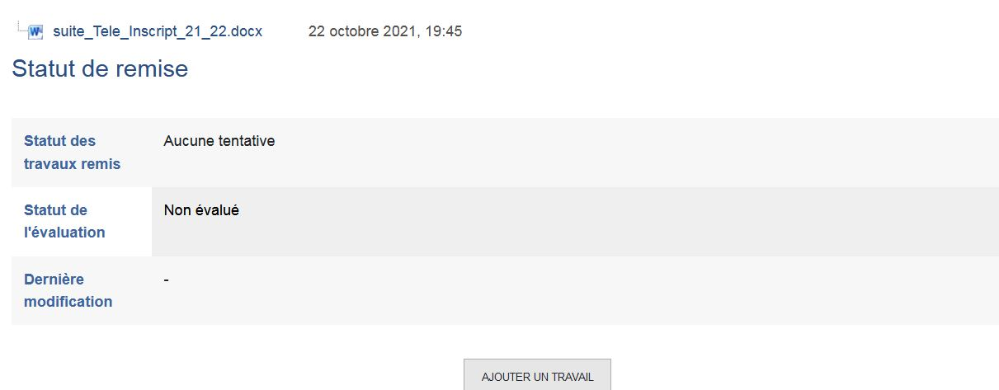 suite_Tele_Inscript_21_22.docx 22 octobre 2021, 19:45
Statut de remise
Statut des travaux remis
Aucune tentative
Statut de l'évaluation
Non évalué
Dernière modification
-
AJOUTER UN TRAVAIL